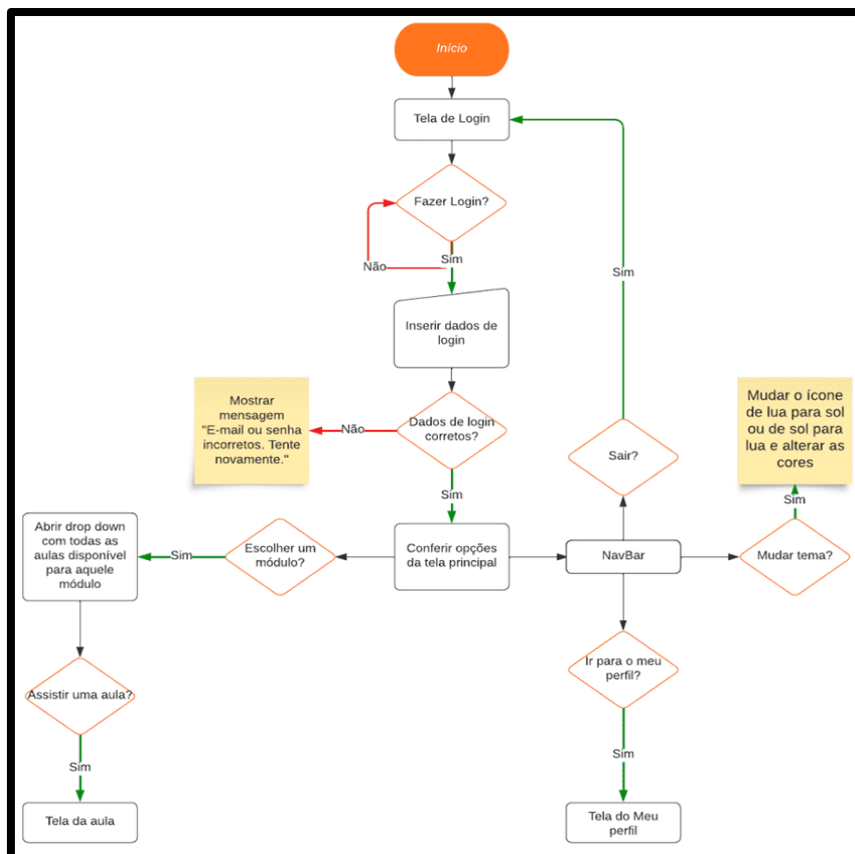 Início
Tela de Login
Fazer Login?
Não
Sim
Sim
Inserir dados de
login
Mostrar
mensagem
"E-mail ou senha
incorretos. Tente
novamente."
Não
Dados de login
corretos?
Sair?
Mudar o ícone
de lua para sol
ou de sol para
lua e alterar as
cores
Sim
Sim
Abrir drop down
com todas as
aulas disponível
para aquele
módulo
Sim
Escolher um
módulo?
Conferir opções
da tela principal
NavBar
Mudar tema?
Assistir uma aula?
Ir para o meu
perfil?
Sim
Sim
Tela da aula
Tela do Meu
perfil